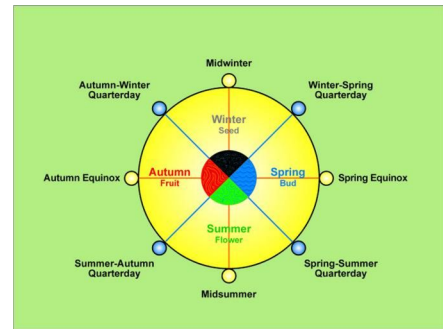 Midwinter
Autumn-Winter
Quarterday
Winter-Spring
Quarterday
Winter
Seed
Autumn Equinox
Autumn
Fruit
Spring
Bud
Spring Equinox
Summer
Flower
Summer-Autumn
Quarterday
Spring-Summer
Quarterday
Midsummer